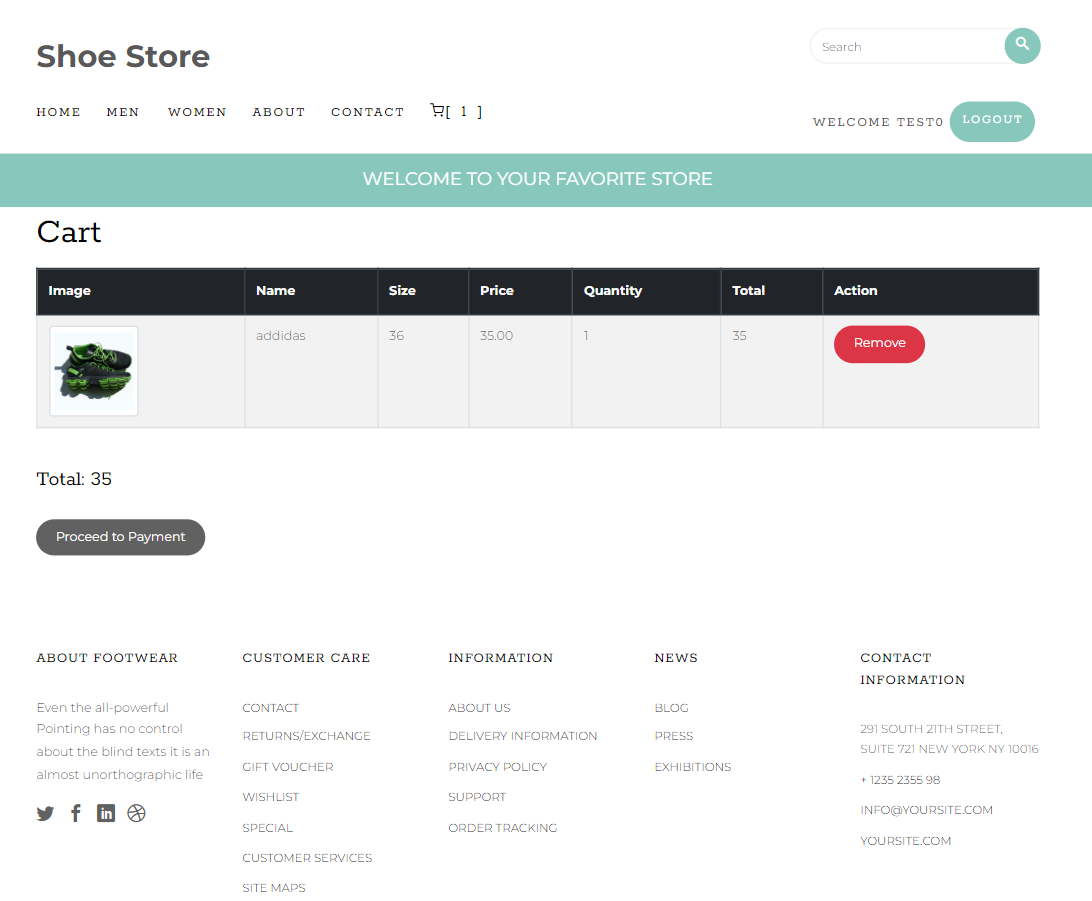 Shoe Store
Search
HOME MEN WOMEN ABOUT CONTACT [ 1 ]
WELCOME TEST0 LOGOUT
WELCOME TO YOUR FAVORITE STORE
Cart
Image Name Size Price Quantity Total Action
addidas 36 35.00 1 35 Remove
Total: 35
Proceed to Payment
ABOUT FOOTWEAR
Even the all-powerful
Pointing has no control
about the blind texts it is an
almost unorthographic life
CUSTOMER CARE
CONTACT
RETURNS/EXCHANGE
GIFT VOUCHER
WISHLIST
SPECIAL
CUSTOMER SERVICES
SITE MAPS
INFORMATION
ABOUT US
DELIVERY INFORMATION
PRIVACY POLICY
SUPPORT
ORDER TRACKING
NEWS
BLOG
PRESS
EXHIBITIONS
CONTACT
INFORMATION
291 SOUTH 21TH STREET,
SUITE 721 NEW YORK NY 10016
+ 1235 2355 98
INFO@YOURSITE.COM
YOURSITE.COM